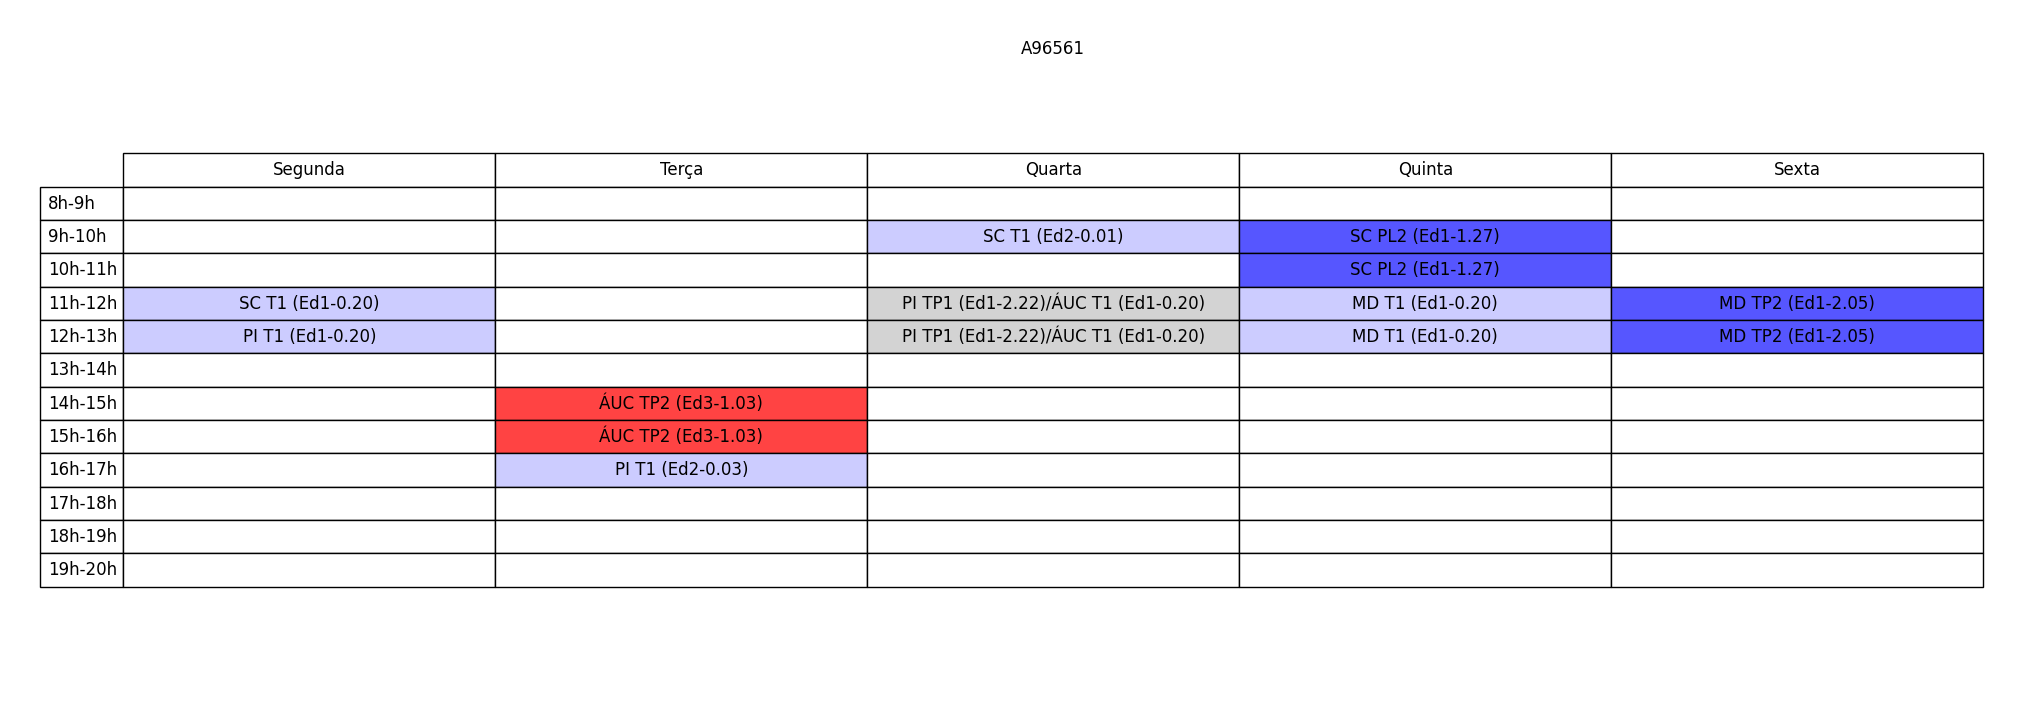 A96561
Segunda Terça Quarta Quinta Sexta
8h-9h
9h-10h SC T1 (Ed2-0.01) SC PL2 (Ed1-1.27)
10h-11h SC PL2 (Ed1-1.27)
11h-12h SC T1 (Ed1-0.20) PI TP1 (Ed1-2.22)/ÁUC T1 (Ed1-0.20) MD T1 (Ed1-0.20) MD TP2 (Ed1-2.05)
12h-13h PI T1 (Ed1-0.20) PI TP1 (Ed1-2.22)/ÁUC T1 (Ed1-0.20) MD T1 (Ed1-0.20) MD TP2 (Ed1-2.05)
13h-14h
14h-15h ÁUC TP2 (Ed3-1.03)
15h-16h ÁUC TP2 (Ed3-1.03)
16h-17h PI T1 (Ed2-0.03)
17h-18h
18h-19h
19h-20h